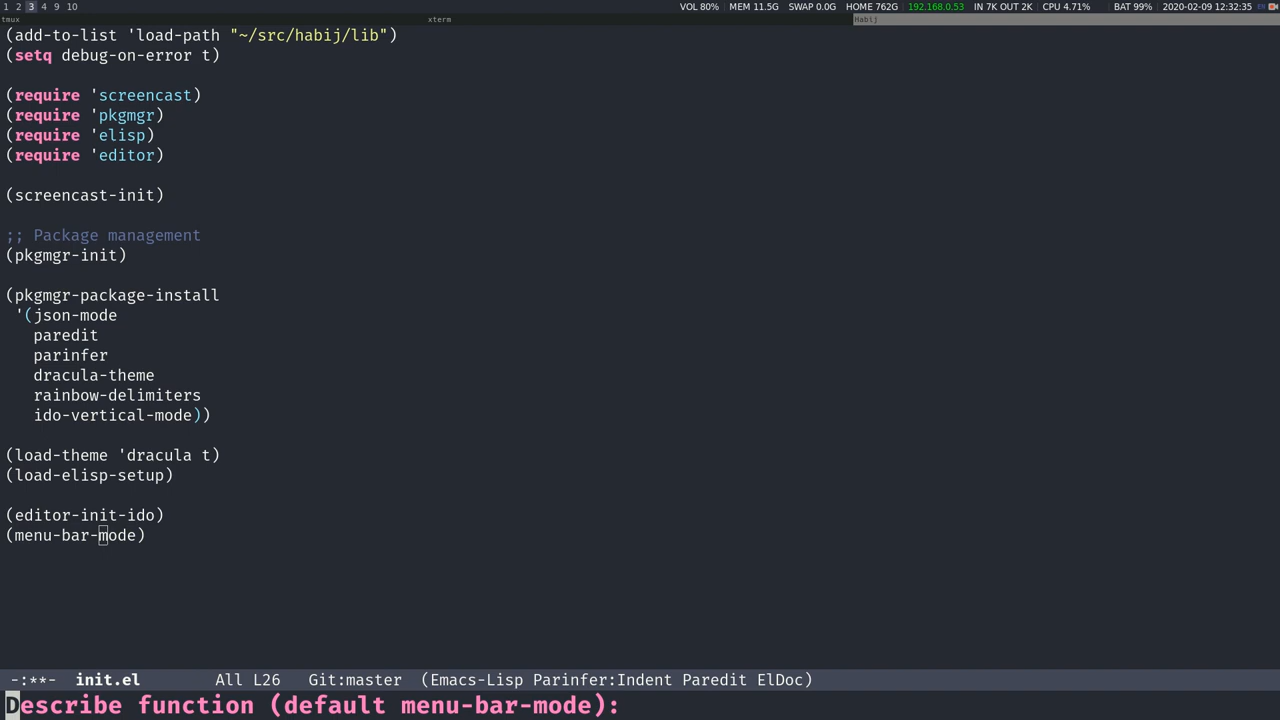 1 2 3 4 9 10 VOL 80% MEM 11.5G SWAP 0.0G HOME 762G 192.168.0.53 IN 7K OUT 2K CPU 4.71% BAT 99% 2020-02-09 12:32:35
tmux xterm Habij
(add-to-list 'load-path "~/src/habij/lib")
(setq debug-on-error t)
(require 'screencast)
(require 'pkgmgr)
(require 'elisp)
(require 'editor)
(screencast-init)
;; Package management
(pkgmgr-init)
(pkgmgr-package-install
'(json-mode
paredit
parinfer
dracula-theme
rainbow-delimiters
ido-vertical-mode))
(load-theme 'dracula t)
(load-elisp-setup)
(editor-init-ido)
(menu-bar-mode)
-:**- init.el All L26 Git:master (Emacs-Lisp Parinfer:Indent Paredit ElDoc)
Describe function (default menu-bar-mode):